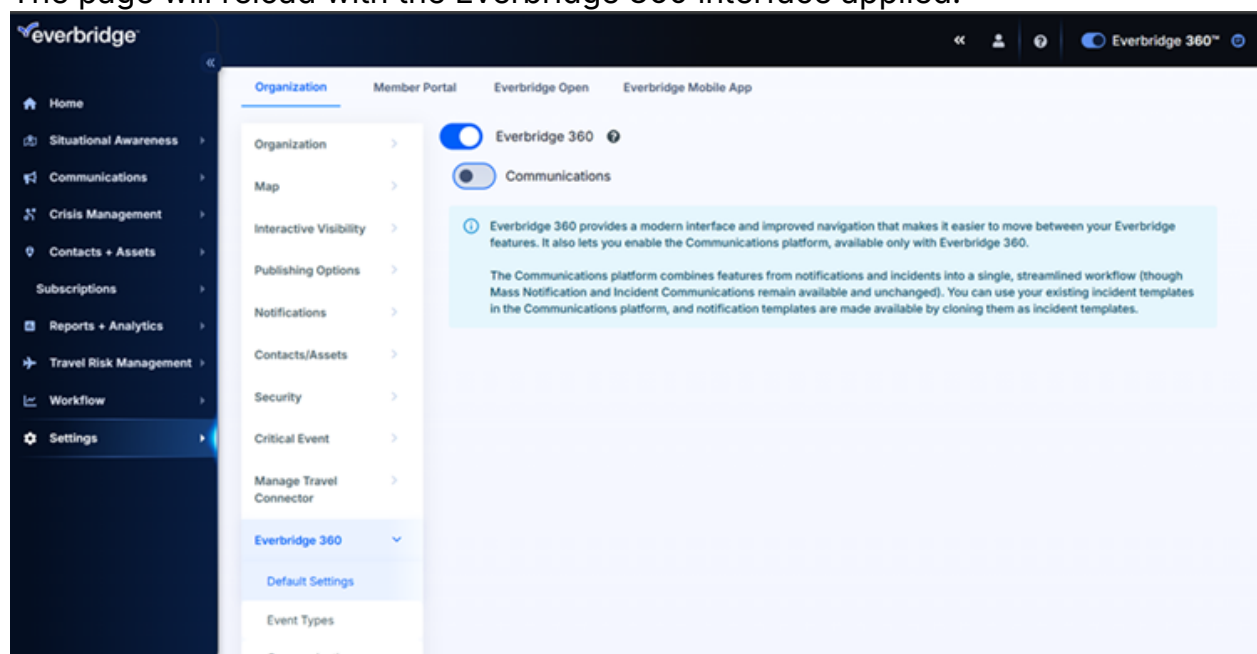 The page will reload with the Everbridge 360 interface applied.
everbridge
Everbridge 360™
Home
Situational Awareness
Communications
Crisis Management
Contacts + Assets
Subscriptions
Reports + Analytics
Travel Risk Management
Workflow
Settings
Organization Member Portal Everbridge Open Everbridge Mobile App
Organization
Map
Interactive Visibility
Publishing Options
Notifications
Contacts/Assets
Security
Critical Event
Manage Travel
Connector
Everbridge 360
Default Settings
Event Types
Everbridge 360
Communications
Everbridge 360 provides a modern interface and improved navigation that makes it easier to move between your Everbridge
features. It also lets you enable the Communications platform, available only with Everbridge 360.
The Communications platform combines features from notifications and incidents into a single, streamlined workflow (though
Mass Notification and Incident Communications remain available and unchanged). You can use your existing incident templates
in the Communications platform, and notification templates are made available by cloning them as incident templates.